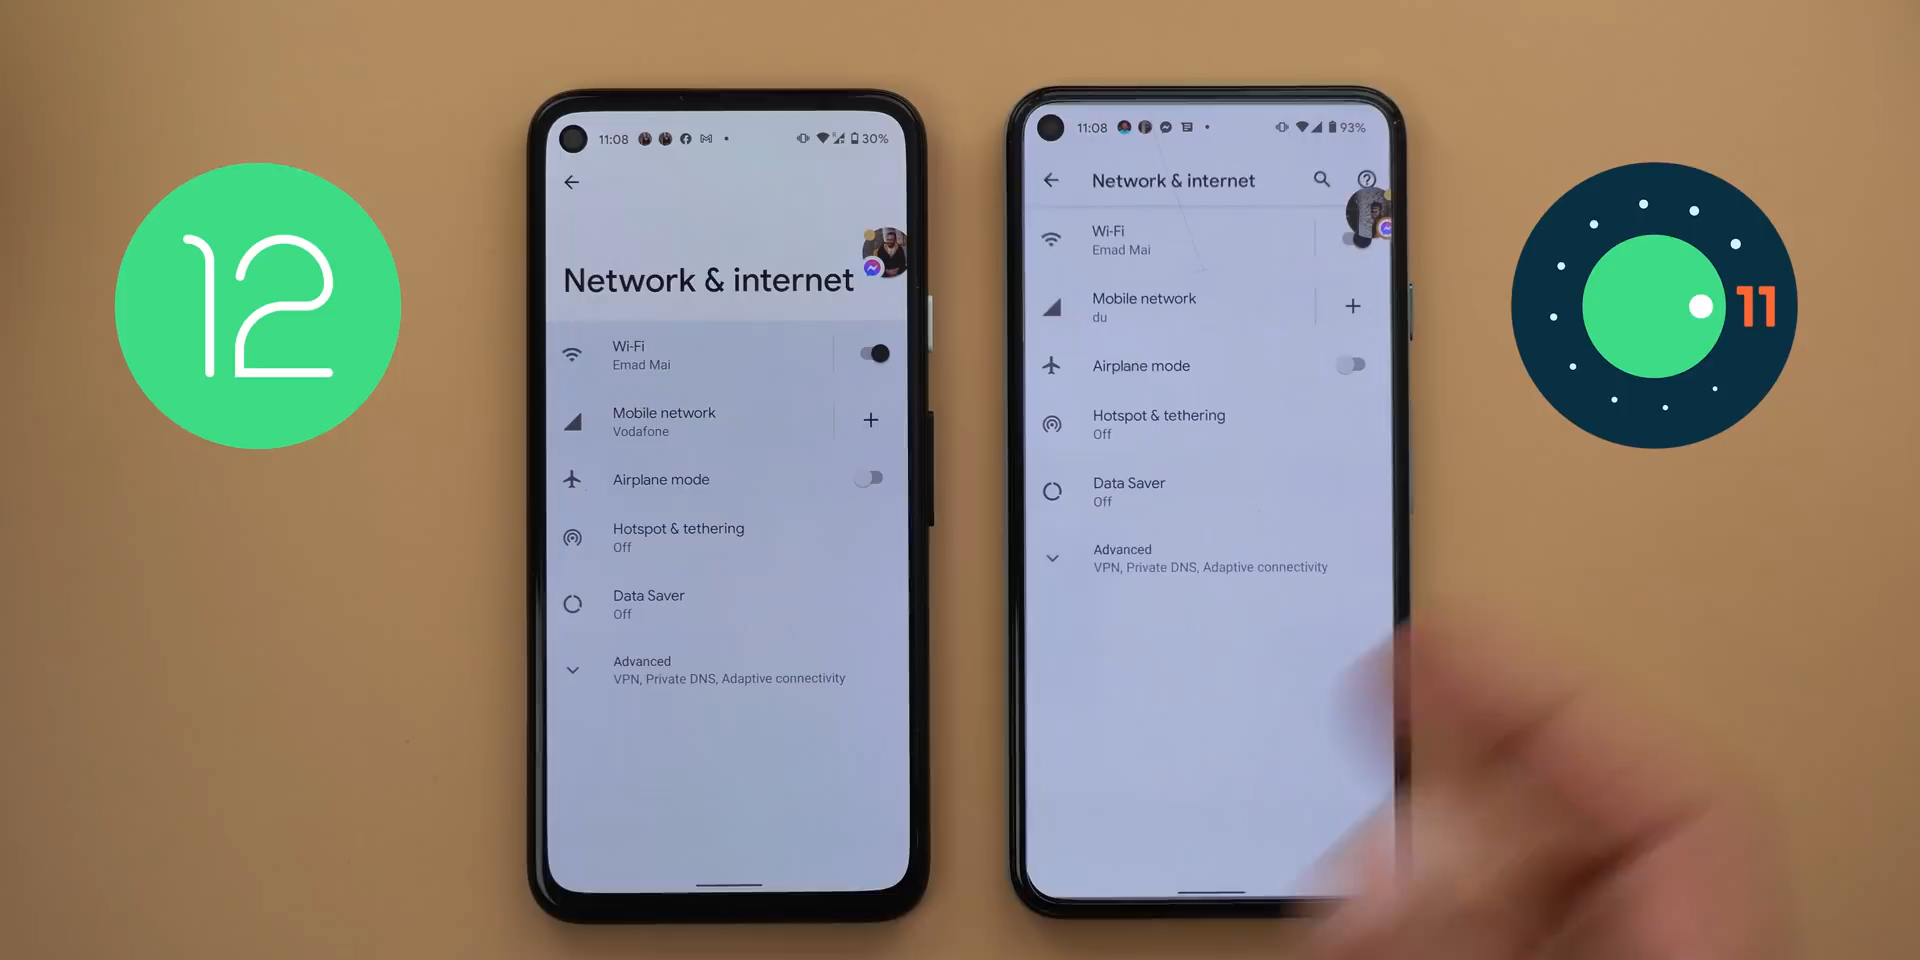 12
11:08
30%
Network & internet
Wi-Fi
Emad Mai
Mobile network
Vodafone
Airplane mode
Hotspot & tethering
Off
Data Saver
Off
Advanced
VPN, Private DNS, Adaptive connectivity
11:08
93%
Network & internet
Wi-Fi
Emad Mai
Mobile network
du
Airplane mode
Hotspot & tethering
Off
Data Saver
Off
Advanced
VPN, Private DNS, Adaptive connectivity
11